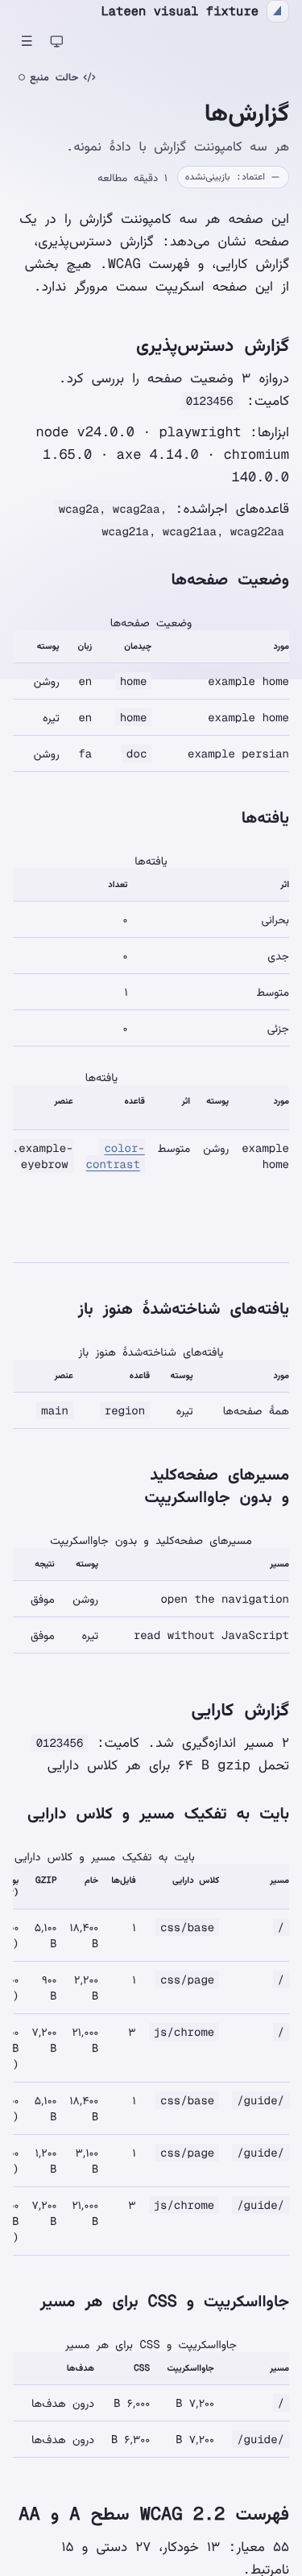 Lateen visual fixture
حالت منبع
گزارش‌ها
هر سه کامپوننت گزارش با دادهٔ نمونه.
— اعتماد: بازبینی‌نشده
۱ دقیقه مطالعه
این صفحه هر سه کامپوننت گزارش را در یک
صفحه نشان می‌دهد: گزارش دسترس‌پذیری،
گزارش کارایی، و فهرست WCAG. هیچ بخشی
از این صفحه اسکریپت سمت مرورگر ندارد.
گزارش دسترس‌پذیری
دروازه ۳ وضعیت صفحه را بررسی کرد.
کامیت: 0123456
ابزارها: node v24.0.0 · playwright
1.65.0 · axe 4.14.0 · chromium
140.0.0
قاعده‌های اجراشده: wcag2a, wcag2aa,
wcag21a, wcag21aa, wcag22aa
وضعیت صفحه‌ها
وضعیت صفحه‌ها
مورد چیدمان زبان پوسته
example home home en روشن
example home home en تیره
example persian doc fa روشن
یافته‌ها
یافته‌ها
اثر تعداد
بحرانی ۰
جدی ۰
متوسط ۱
جزئی ۰
یافته‌ها
مورد پوسته اثر قاعده عنصر
example روشن متوسط color- .example-
home contrast eyebrow
یافته‌های شناخته‌شدهٔ هنوز باز
یافته‌های شناخته‌شدهٔ هنوز باز
مورد پوسته قاعده عنصر
همهٔ صفحه‌ها تیره region main
مسیرهای صفحه‌کلید
و بدون جاوااسکریپت
مسیرهای صفحه‌کلید و بدون جاوااسکریپت
مسیر پوسته نتیجه
open the navigation روشن موفق
read without JavaScript تیره موفق
گزارش کارایی
۲ مسیر اندازه‌گیری شد. کامیت: 0123456
تحمل ۶۴ B gzip برای هر کلاس دارایی
بایت به تفکیک مسیر و کلاس دارایی
بایت به تفکیک مسیر و کلاس دارایی
مسیر کلاس دارایی فایل‌ها خام GZIP
/ css/base ۱ ۱۸,۴۰۰ B ۵,۱۰۰ B
/ css/page ۱ ۲,۲۰۰ B ۹۰۰ B
/ js/chrome ۳ ۲۱,۰۰۰ B ۷,۲۰۰ B
/guide/ css/base ۱ ۱۸,۴۰۰ B ۵,۱۰۰ B
/guide/ css/page ۱ ۳,۱۰۰ B ۱,۲۰۰ B
/guide/ js/chrome ۳ ۲۱,۰۰۰ B ۷,۲۰۰ B
جاوااسکریپت و CSS برای هر مسیر
جاوااسکریپت و CSS برای هر مسیر
مسیر جاوااسکریپت CSS هدف‌ها
/ ۷,۲۰۰ B ۶,۰۰۰ B درون هدف‌ها
/guide/ ۷,۲۰۰ B ۶,۳۰۰ B درون هدف‌ها
فهرست WCAG 2.2 سطح A و AA
۵۵ معیار: ۱۳ خودکار، ۲۷ دستی و ۱۵
نامرتبط.